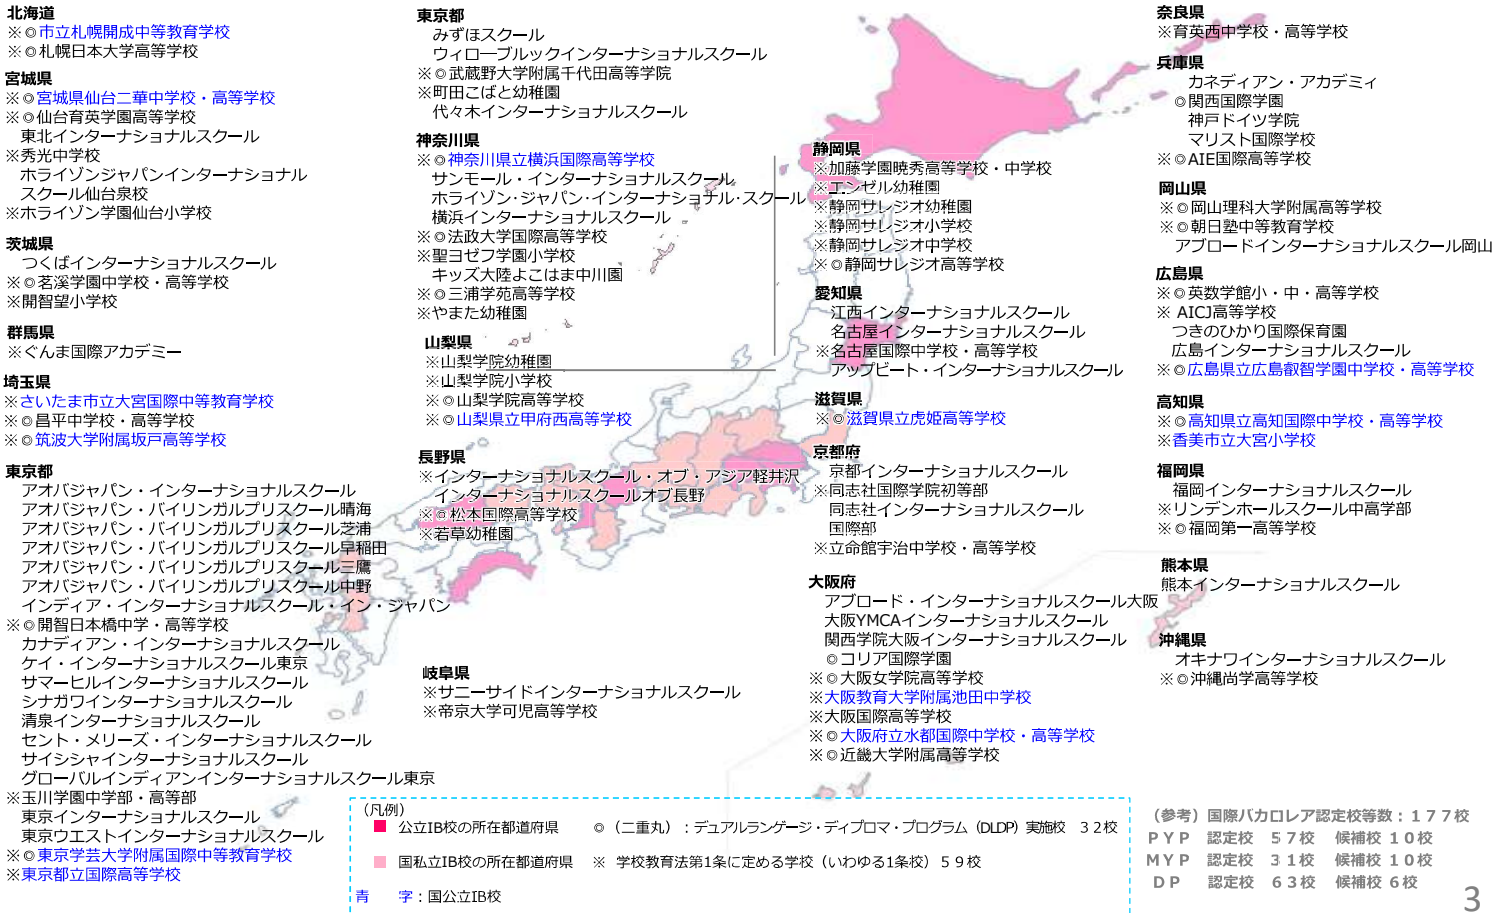 北海道
※◎市立札幌開成中等教育学校
※◎札幌日本大学高等学校
宮城県
※◎宮城県仙台二華中学校・高等学校
※◎仙台育英学園高等学校
東北インターナショナルスクール
※秀光中学校
ホライゾンジャパンインターナショナル
スクール仙台泉校
※ホライゾン学園仙台小学校
茨城県
つくばインターナショナルスクール
※◎茗溪学園中学校・高等学校
※開智望小学校
群馬県
※ぐんま国際アカデミー
埼玉県
※さいたま市立大宮国際中等教育学校
※◎昌平中学校・高等学校
※◎筑波大学附属坂戸高等学校
東京都
アオバジャパン・インターナショナルスクール
アオバジャパン・バイリンガルプリスクール晴海
アオバジャパン・バイリンガルプリスクール芝浦
アオバジャパン・バイリンガルプリスクール早稲田
アオバジャパン・バイリンガルプリスクール三鷹
アオバジャパン・バイリンガルプリスクール中野
インディア・インターナショナルスクール・イン・ジャパン
※◎開智日本橋中学・高等学校
カナディアン・インターナショナルスクール
ケイ・インターナショナルスクール東京
サマーヒルインターナショナルスクール
シナガワインターナショナルスクール
清泉インターナショナルスクール
セント・メリーズ・インターナショナルスクール
サイシシャインターナショナルスクール
グローバルインディアンインターナショナルスクール東京
※玉川学園中学部・高等部
東京インターナショナルスクール
東京ウエストインターナショナルスクール
※◎東京学芸大学附属国際中等教育学校
※東京都立国際高等学校
東京都
みずほスクール
ウィローブルックインターナショナルスクール
※◎武蔵野大学附属千代田高等学院
※町田こばと幼稚園
代々木インターナショナルスクール
神奈川県
※◎神奈川県立横浜国際高等学校
サンモール・インターナショナルスクール
ホライゾン・ジャパン・インターナショナル・スクール
横浜インターナショナルスクール
※◎法政大学国際高等学校
※聖ヨゼフ学園小学校
キッズ大陸よこはま中川園
※◎三浦学苑高等学校
※やまた幼稚園
山梨県
※山梨学院幼稚園
※山梨学院小学校
※◎山梨学院高等学校
※◎山梨県立甲府西高等学校
長野県
※インターナショナルスクール・オブ・アジア軽井沢
インターナショナルスクールオブ長野
※◎松本国際高等学校
※若草幼稚園
岐阜県
※サニーサイドインターナショナルスクール
※帝京大学可児高等学校
静岡県
※加藤学園暁秀高等学校・中学校
※エンゼル幼稚園
※静岡サレジオ幼稚園
※静岡サレジオ小学校
※静岡サレジオ中学校
※◎静岡サレジオ高等学校
愛知県
江西インターナショナルスクール
名古屋インターナショナルスクール
※名古屋国際中学校・高等学校
アップビート・インターナショナルスクール
滋賀県
※◎滋賀県立虎姫高等学校
京都府
京都インターナショナルスクール
※同志社国際学院初等部
同志社インターナショナルスクール
国際部
※立命館宇治中学校・高等学校
大阪府
アブロード・インターナショナルスクール大阪
大阪YMCAインターナショナルスクール
関西学院大阪インターナショナルスクール
◎コリア国際学園
※◎大阪女学院高等学校
※大阪教育大学附属池田中学校
※大阪国際高等学校
※◎大阪府立水都国際中学校・高等学校
※◎近畿大学附属高等学校
奈良県
※育英西中学校・高等学校
兵庫県
カネディアン・アカデミィ
◎関西国際学園
神戸ドイツ学院
マリスト国際学校
※◎AIE国際高等学校
岡山県
※◎岡山理科大学附属高等学校
※◎朝日塾中等教育学校
アブロードインターナショナルスクール岡山
広島県
※◎英数学館小・中・高等学校
※ AICJ高等学校
つきのひかり国際保育園
広島インターナショナルスクール
※◎広島県立広島叡智学園中学校・高等学校
高知県
※◎高知県立高知国際中学校・高等学校
※香美市立大宮小学校
福岡県
福岡インターナショナルスクール
※リンデンホールスクール中高学部
※◎福岡第一高等学校
熊本県
熊本インターナショナルスクール
沖縄県
オキナワインターナショナルスクール
※◎沖縄尚学高等学校
（凡例）
公立IB校の所在都道府県 ◎（二重丸）：デュアルランゲージ・ディプロマ・プログラム（DLDP）実施校 ３２校
国私立IB校の所在都道府県 ※ 学校教育法第1条に定める学校（いわゆる1条校）５９校
青 字：国公立IB校
（参考）国際バカロレア認定校等数：１７７校
ＰＹＰ 認定校 ５７校 候補校 １０校
ＭＹＰ 認定校 ３１校 候補校 １０校
ＤＰ 認定校 ６３校 候補校 ６校
3